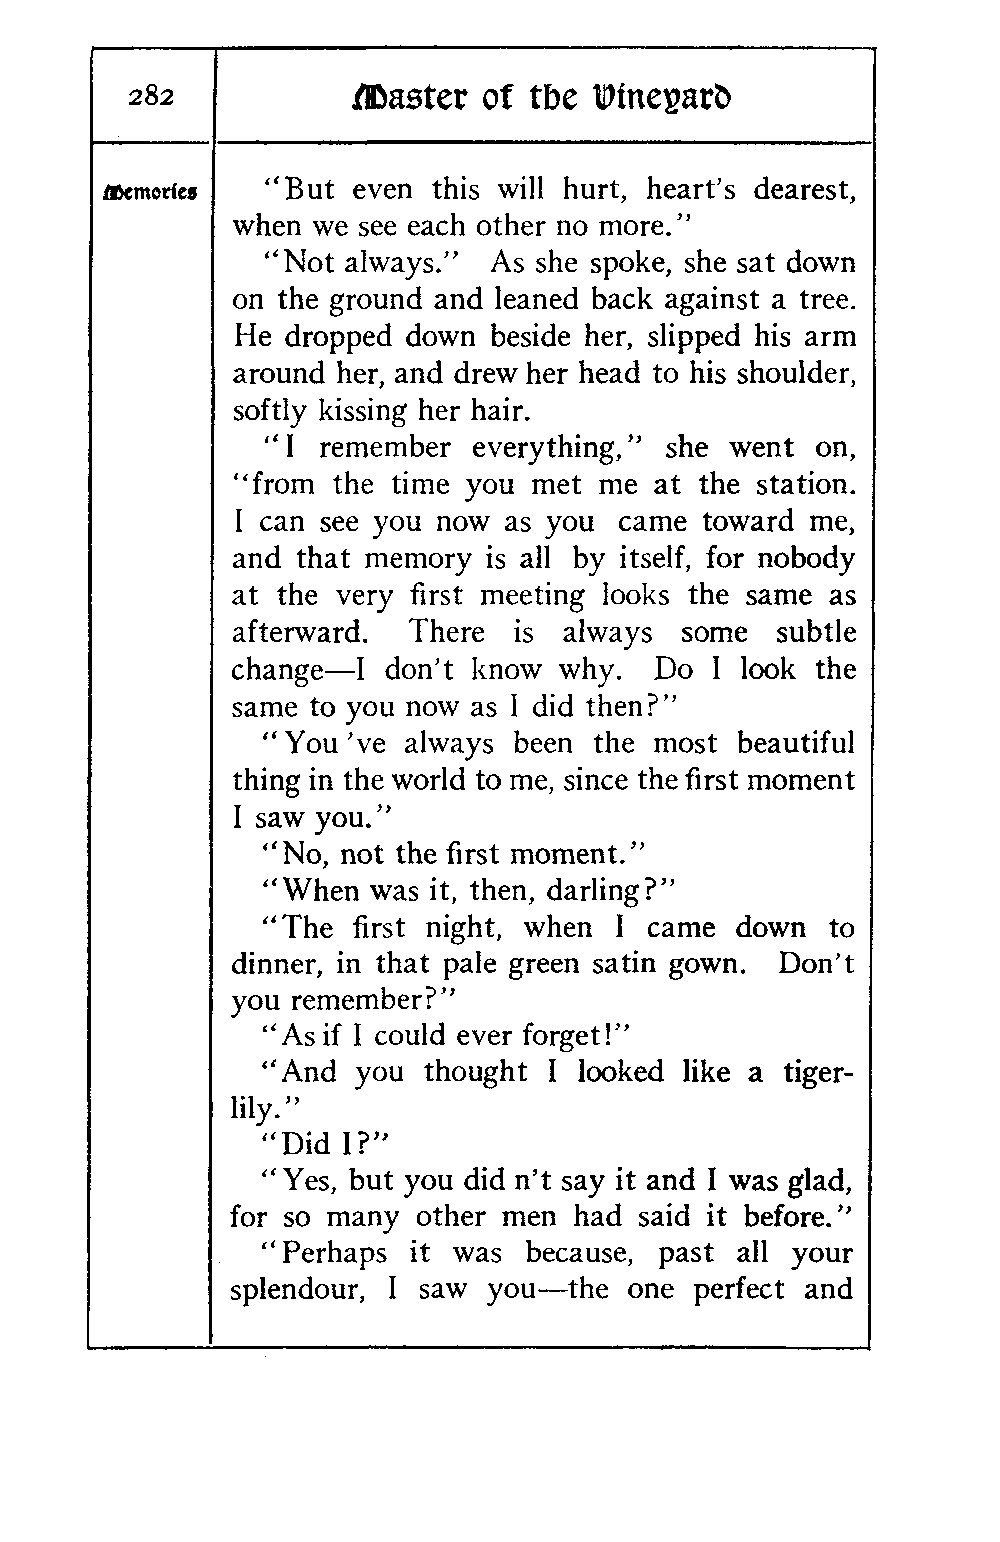 282
Master of the Vineyard
Memories
"But even this will hurt, heart's dearest,
when we see each other no more."
"Not always." As she spoke, she sat down
on the ground and leaned back against a tree.
He dropped down beside her, slipped his arm
around her, and drew her head to his shoulder,
softly kissing her hair.
"I remember everything," she went on,
"from the time you met me at the station.
I can see you now as you came toward me,
and that memory is all by itself, for nobody
at the very first meeting looks the same as
afterward. There is always some subtle
change—I don't know why. Do I look the
same to you now as I did then?"
"You 've always been the most beautiful
thing in the world to me, since the first moment
I saw you."
"No, not the first moment."
"When was it, then, darling?"
"The first night, when I came down to
dinner, in that pale green satin gown. Don't
you remember?"
"As if I could ever forget!"
"And you thought I looked like a tiger-
lily."
"Did I?"
"Yes, but you did n't say it and I was glad,
for so many other men had said it before."
"Perhaps it was because, past all your
splendour, I saw you—the one perfect and